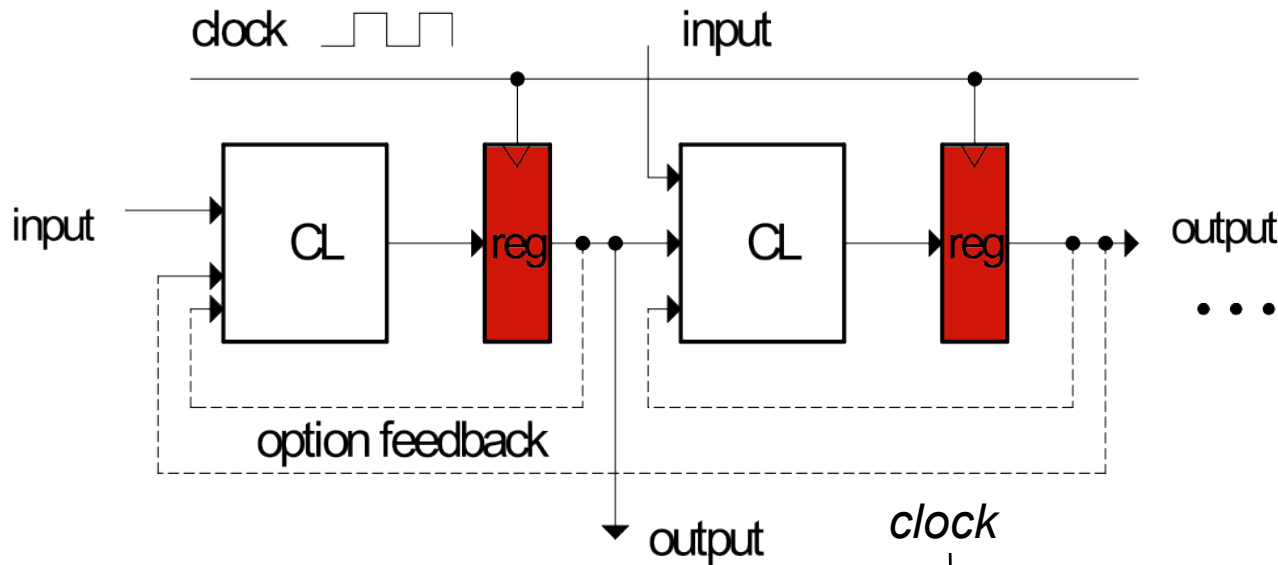 clock
input
input
CL
reg
CL
reg
output
option feedback
output
clock